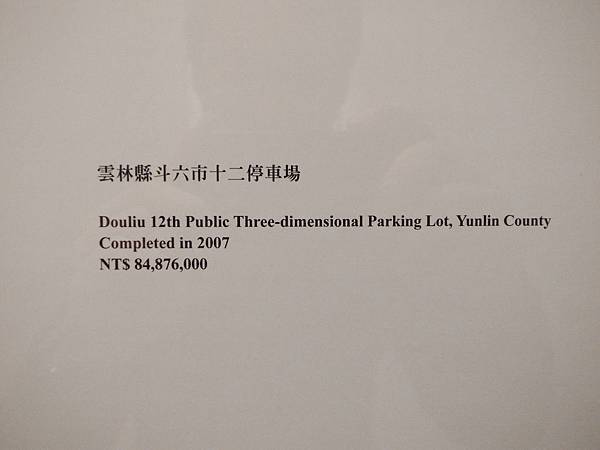 雲林縣斗六市十二停車場
Douliu 12th Public Three-dimensional Parking Lot, Yunlin County
Completed in 2007
NT$ 84,876,000